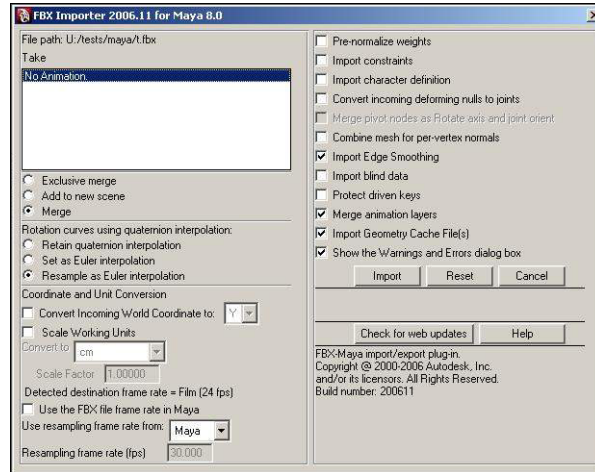 FBX Importer 2006.11 for Maya 8.0
File path: U:/tests/maya/t.fbx
Take
No Animation.
Exclusive merge
Add to new scene
Merge
Rotation curves using quaternion interpolation:
Retain quaternion interpolation
Set as Euler interpolation
Resample as Euler interpolation
Coordinate and Unit Conversion
Convert Incoming World Coordinate to: Y
Scale Working Units
Convert to cm
Scale Factor 1.00000
Detected destination frame rate = Film (24 fps)
Use the FBX file frame rate in Maya
Use resampling frame rate from: Maya
Resampling frame rate (fps) 30.000
Pre-normalize weights
Import constraints
Import character definition
Convert incoming deforming nulls to joints
Merge pivot nodes as Rotate axis and joint orient
Combine mesh for per-vertex normals
Import Edge Smoothing
Import blind data
Protect driven keys
Merge animation layers
Import Geometry Cache File(s)
Show the Warnings and Errors dialog box
Import Reset Cancel
Check for web updates Help
FBX-Maya import/export plug-in.
Copyright @ 2000-2006 Autodesk, Inc.
and/or its licensors. All Rights Reserved.
Build number: 200611